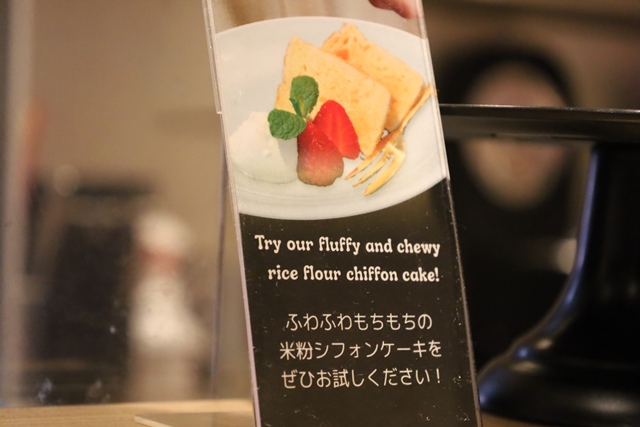 Try our fluffy and chewy
rice flour chiffon cake!
ふわふわもちもちの
米粉シフォンケーキを
ぜひお試しください！